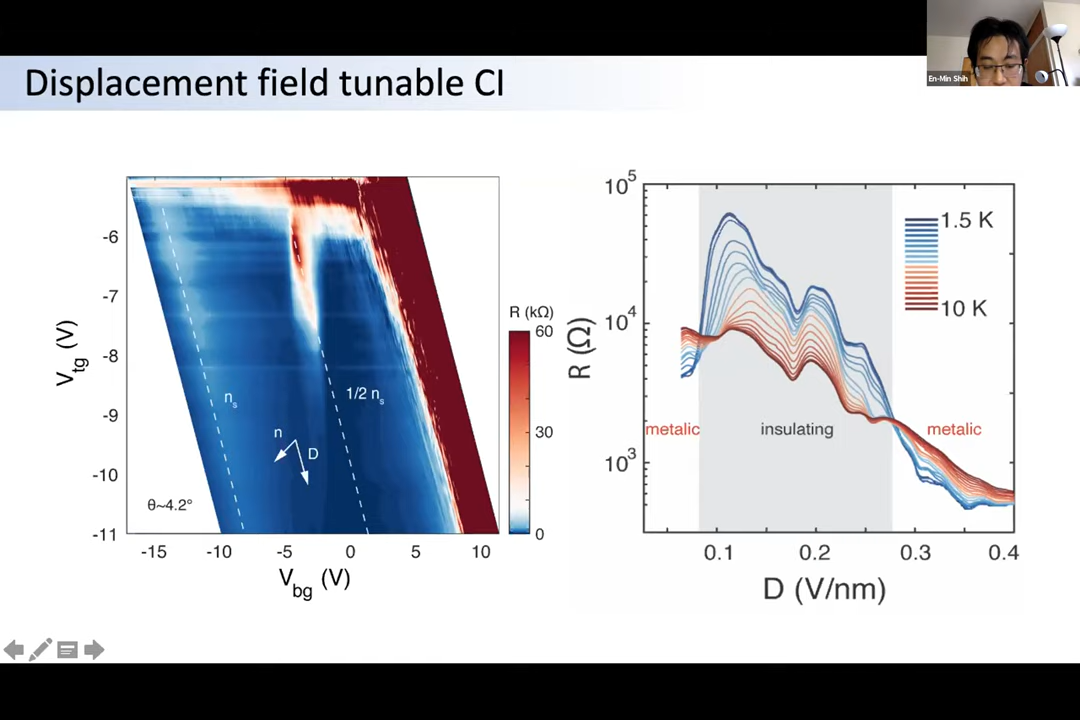 En-Min Shih
Displacement field tunable CI
-6
-7
-8
-9
-10
-11
V_tg (V)
n_s
1/2 n_s
n
D
θ~4.2°
-15
-10
-5
0
5
10
V_bg (V)
R (kΩ)
60
30
0
10^5
10^4
10^3
R (Ω)
1.5 K
10 K
metalic
insulating
metalic
0.1
0.2
0.3
0.4
D (V/nm)